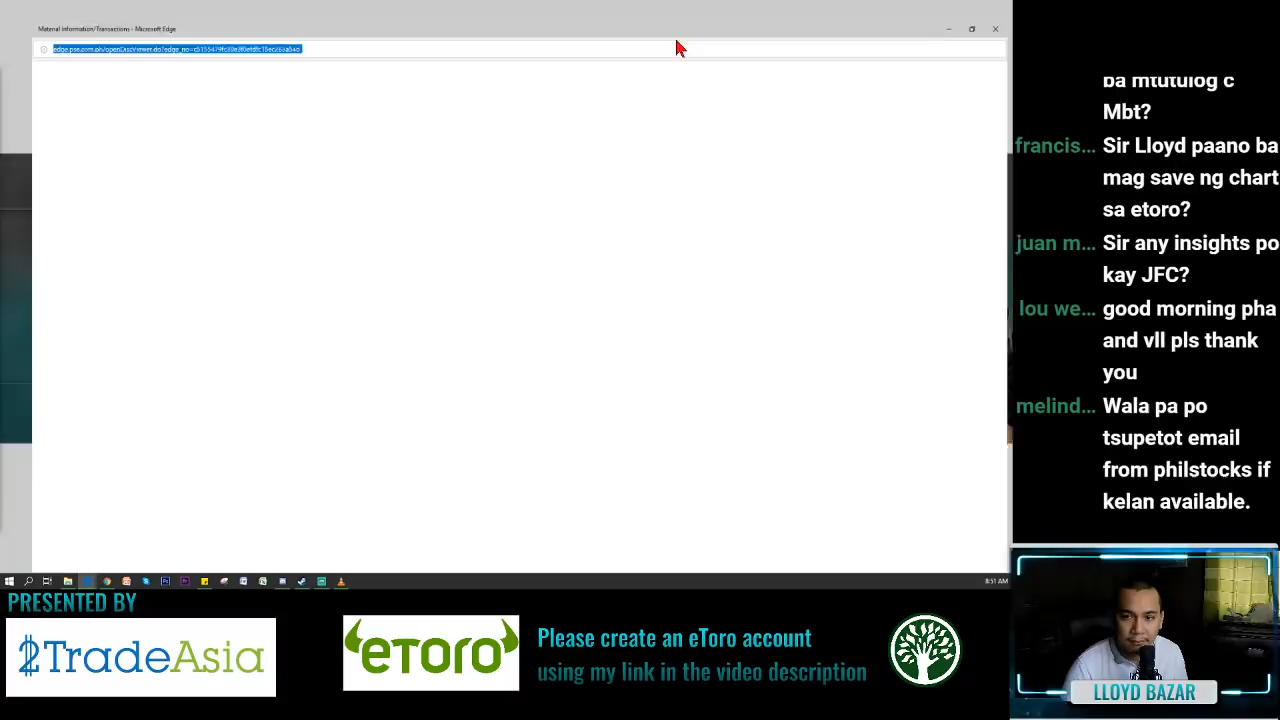 Material Information/Transactions - Microsoft Edge
ba mtutulog c
Mbt?
francis... Sir Lloyd paano ba
mag save ng chart
sa etoro?
juan m... Sir any insights po
kay JFC?
lou we... good morning pha
and vll pls thank
you
melind... Wala pa po
tsupetot email
from philstocks if
kelan available.
8:51 AM
PRESENTED BY
2TradeAsia
eToro
Please create an eToro account
using my link in the video description
LLOYD BAZAR